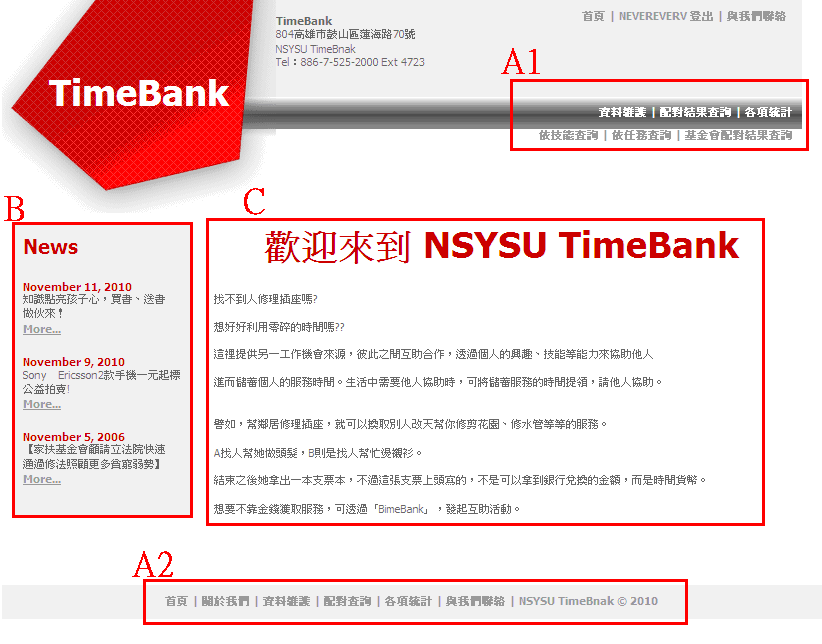 TimeBank
TimeBank
804高雄市鼓山區蓮海路70號
NSYSU TimeBnak
Tel：886-7-525-2000 Ext 4723
首頁 | NEVEREVERV 登出 | 與我們聯絡
A1
資料維護 | 配對結果查詢 | 各項統計
依技能查詢 | 依任務查詢 | 基金會配對結果查詢
B
News
November 11, 2010
知識點亮孩子心，買書、送書
做伙來！
More...
November 9, 2010
Sony　Ericsson2款手機一元起標
公益拍賣!
More...
November 5, 2006
【家扶基金會籲請立法院快速
通過修法照顧更多貧窮弱勢】
More...
C
歡迎來到 NSYSU TimeBank
找不到人修理插座嗎?
想好好利用零碎的時間嗎??
這裡提供另一工作機會來源，彼此之間互助合作，透過個人的興趣、技能等能力來協助他人
進而儲蓄個人的服務時間。生活中需要他人協助時，可將儲蓄服務的時間提領，請他人協助。
譬如，幫鄰居修理插座，就可以換取別人改天幫你修剪花園、修水管等等的服務。
A找人幫她做頭髮，B則是找人幫忙燙襯衫。
結束之後她拿出一本支票本，不過這張支票上頭寫的，不是可以拿到銀行兌換的金額，而是時間貨幣。
想要不靠金錢獲取服務，可透過「BimeBank」，發起互助活動。
A2
首頁 | 關於我們 | 資料維護 | 配對查詢 | 各項統計 | 與我們聯絡 | NSYSU TimeBnak © 2010